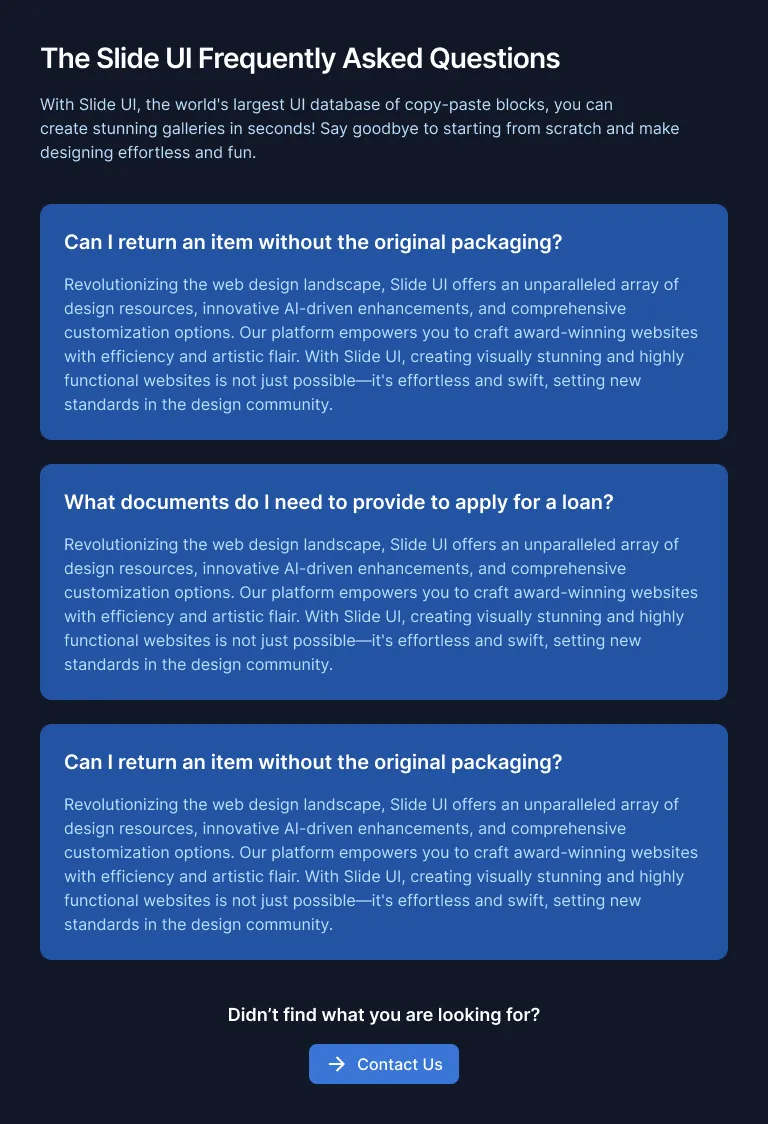 The Slide UI Frequently Asked Questions
With Slide UI, the world's largest UI database of copy-paste blocks, you can
create stunning galleries in seconds! Say goodbye to starting from scratch and make
designing effortless and fun.
Can I return an item without the original packaging?
Revolutionizing the web design landscape, Slide UI offers an unparalleled array of
design resources, innovative AI-driven enhancements, and comprehensive
customization options. Our platform empowers you to craft award-winning websites
with efficiency and artistic flair. With Slide UI, creating visually stunning and highly
functional websites is not just possible—it's effortless and swift, setting new
standards in the design community.
What documents do I need to provide to apply for a loan?
Revolutionizing the web design landscape, Slide UI offers an unparalleled array of
design resources, innovative AI-driven enhancements, and comprehensive
customization options. Our platform empowers you to craft award-winning websites
with efficiency and artistic flair. With Slide UI, creating visually stunning and highly
functional websites is not just possible—it's effortless and swift, setting new
standards in the design community.
Can I return an item without the original packaging?
Revolutionizing the web design landscape, Slide UI offers an unparalleled array of
design resources, innovative AI-driven enhancements, and comprehensive
customization options. Our platform empowers you to craft award-winning websites
with efficiency and artistic flair. With Slide UI, creating visually stunning and highly
functional websites is not just possible—it's effortless and swift, setting new
standards in the design community.
Didn’t find what you are looking for?
Contact Us